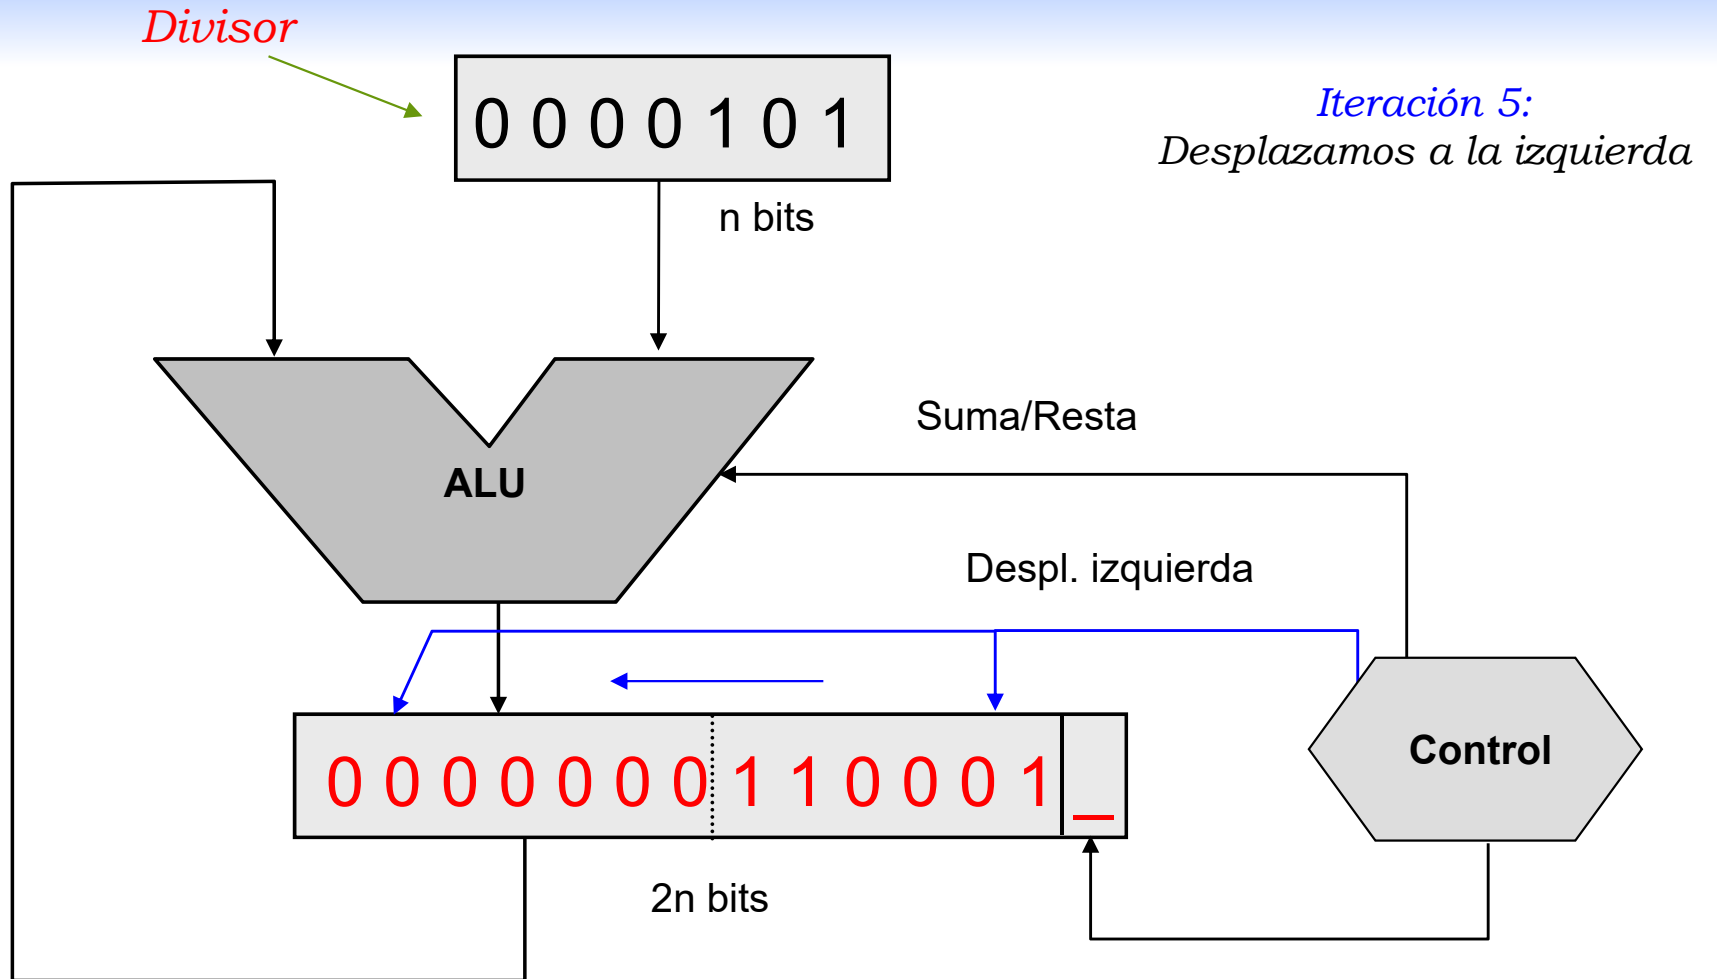 Divisor
0 0 0 0 1 0 1
Iteración 5:
Desplazamos a la izquierda
n bits
Suma/Resta
ALU
Despl. izquierda
Control
0 0 0 0 0 0 0 1 1 0 0 0 1 _
2n bits